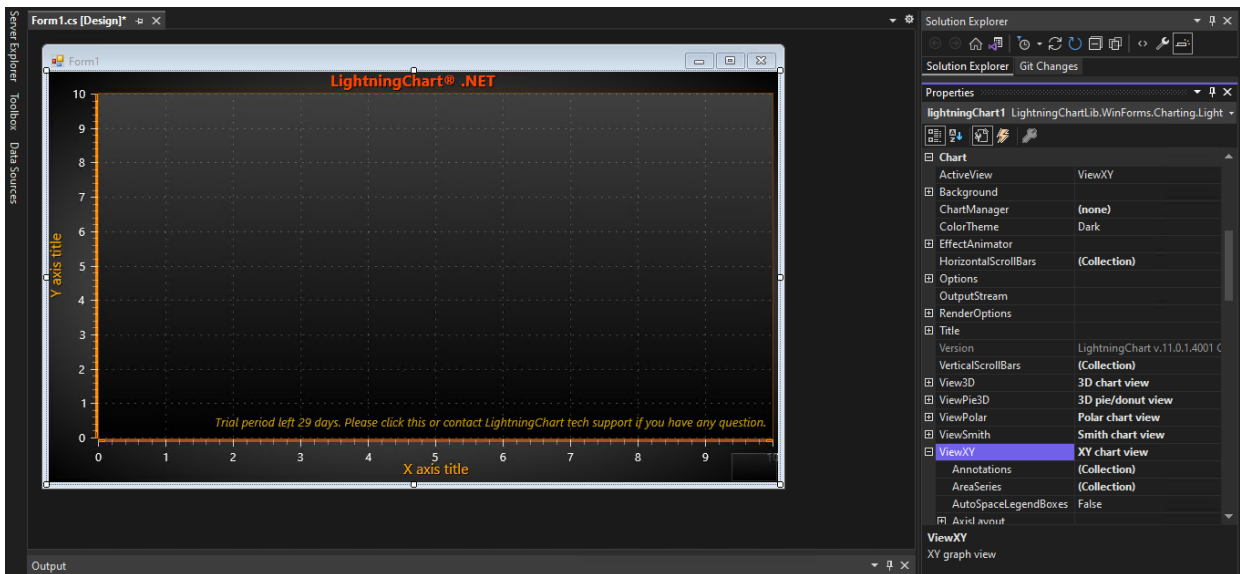 Server Explorer
Toolbox
Data Sources
Form1.cs [Design]*
Form1
LightningChart® .NET
10
9
8
7
6
5
4
3
2
1
0
Y axis title
Trial period left 29 days. Please click this or contact LightningChart tech support if you have any question.
0 1 2 3 4 5 6 7 8 9 10
X axis title
Output
Solution Explorer
Solution Explorer Git Changes
Properties
lightningChart1 LightningChartLib.WinForms.Charting.Light
Chart
ActiveView ViewXY
Background
ChartManager (none)
ColorTheme Dark
EffectAnimator
HorizontalScrollBars (Collection)
Options
OutputStream
RenderOptions
Title
Version LightningChart v.11.0.1.4001
VerticalScrollBars (Collection)
View3D 3D chart view
ViewPie3D 3D pie/donut view
ViewPolar Polar chart view
ViewSmith Smith chart view
ViewXY XY chart view
Annotations (Collection)
AreaSeries (Collection)
AutoSpaceLegendBoxes False
AxisLayout
ViewXY
XY graph view